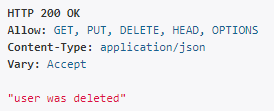 HTTP 200 OK
Allow: GET, PUT, DELETE, HEAD, OPTIONS
Content-Type: application/json
Vary: Accept
"user was deleted"